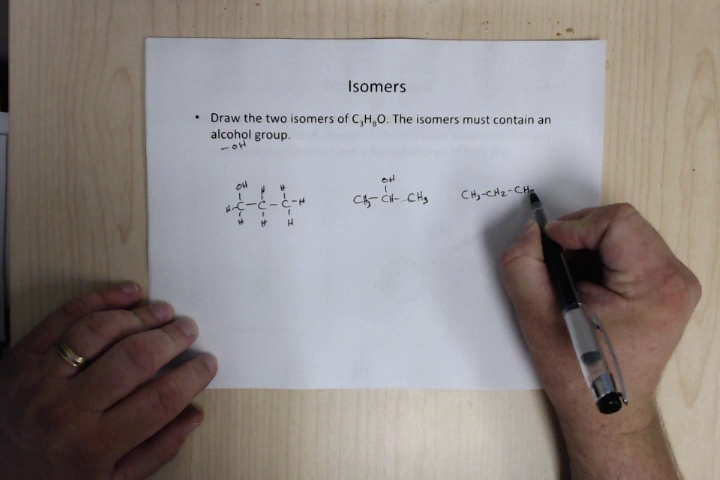 Isomers
• Draw the two isomers of C₃H₈O. The isomers must contain an
alcohol group.
-OH
OH H H
H-C-C-C-H
H H H
OH
CH₃-CH-CH₃
CH₃-CH₂-CH₂